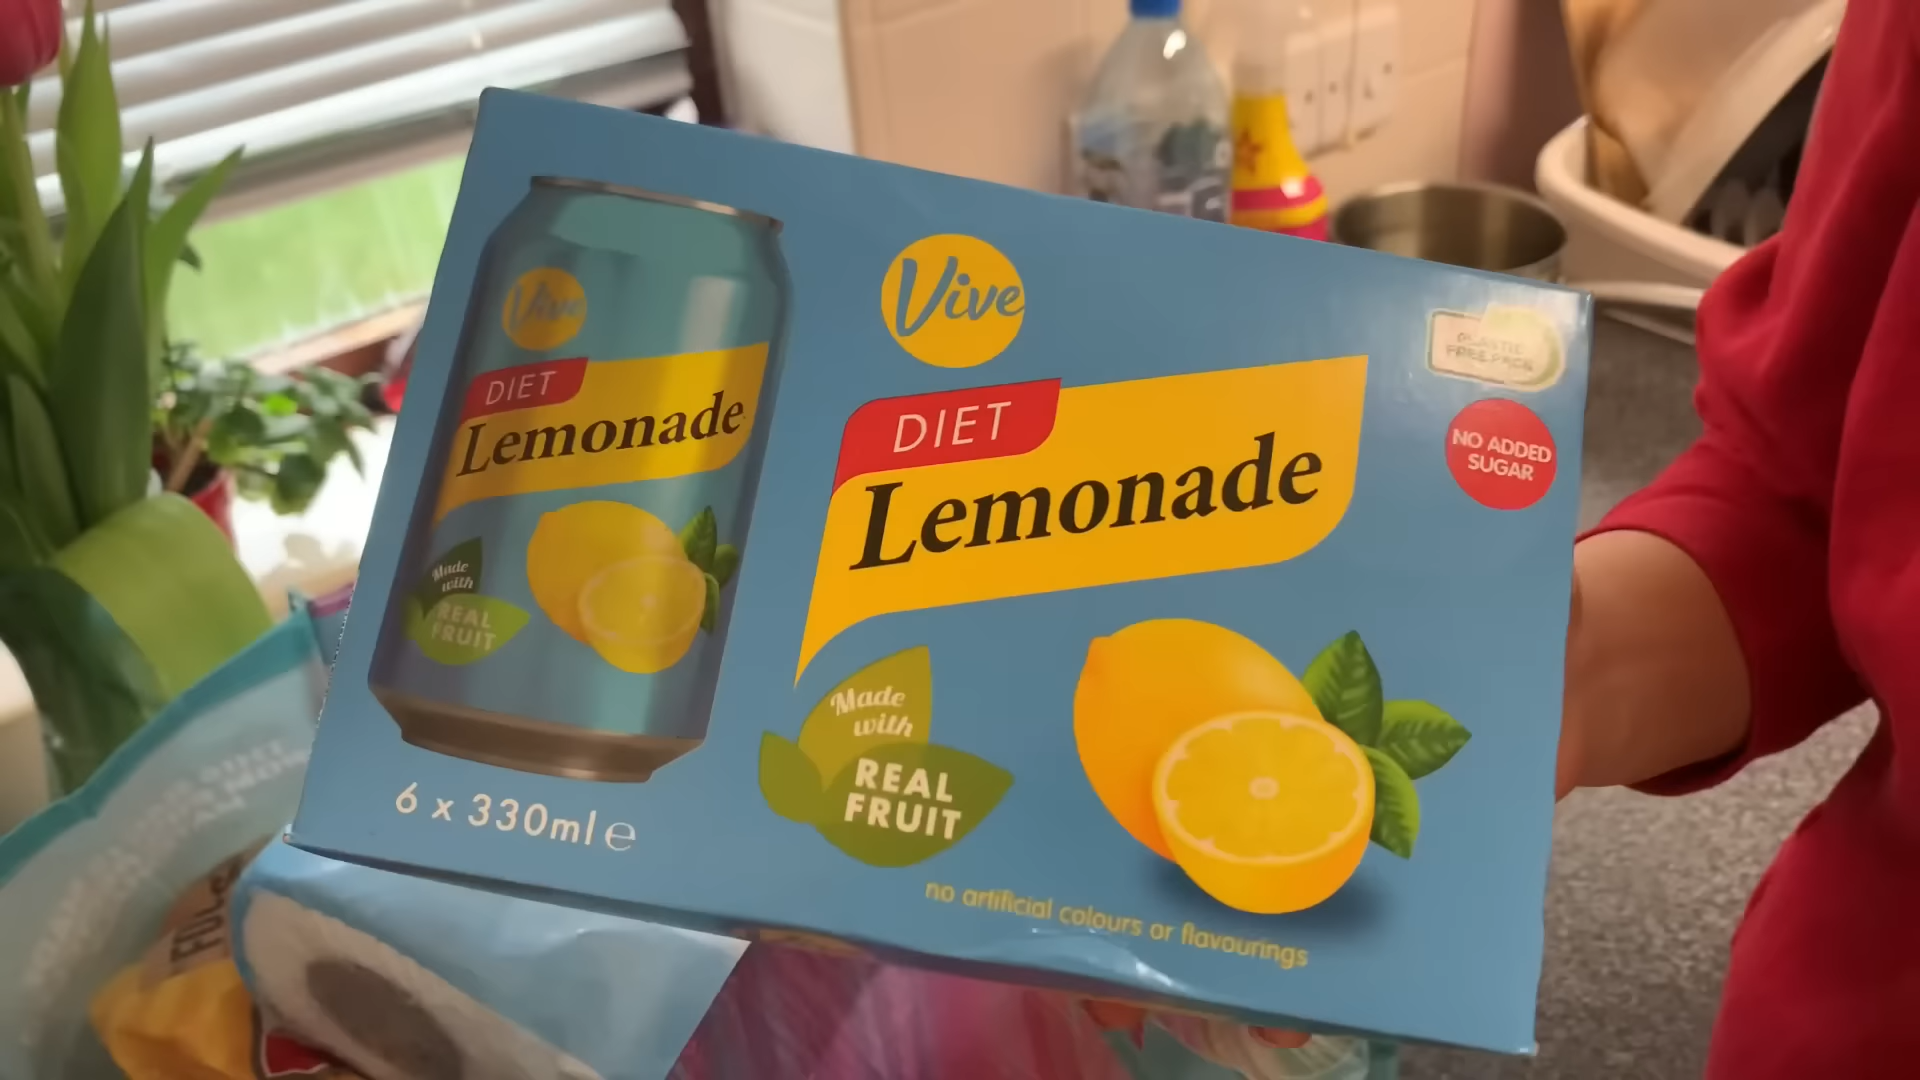 Vive
DIET
Lemonade
Made
with
REAL
FRUIT
6 x 330ml e
Vive
DIET
Lemonade
Made
with
REAL
FRUIT
PLASTIC
FREE PACK
NO ADDED
SUGAR
no artificial colours or flavourings